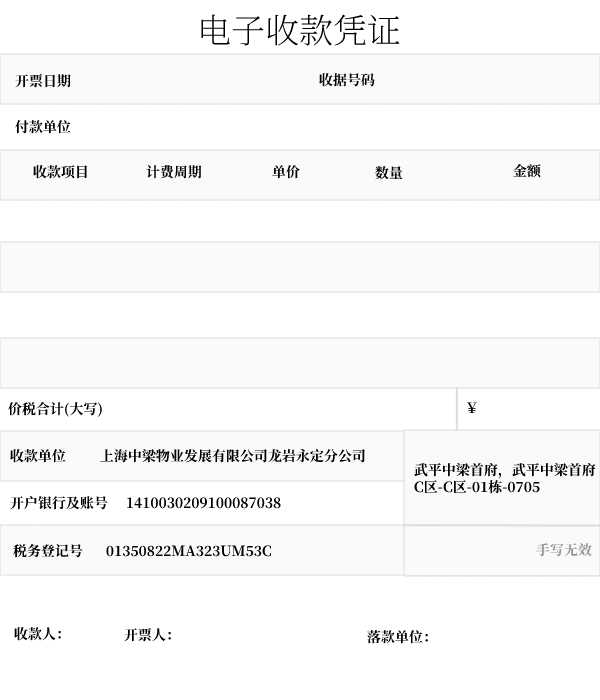 电子收款凭证
开票日期 收据号码
付款单位
收款项目 计费周期 单价 数量 金额
价税合计(大写) ¥
收款单位 上海中梁物业发展有限公司龙岩永定分公司
武平中梁首府，武平中梁首府
C区-C区-01栋-0705
开户银行及账号 1410030209100087038
税务登记号 01350822MA323UM53C
手写无效
收款人： 开票人： 落款单位：